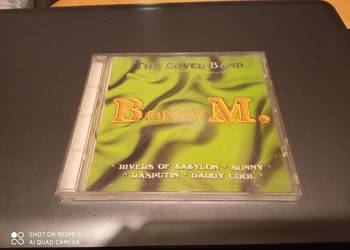 THE COVER BAND
BONEY M.
RIVERS OF BABYLON • SUNNY
• RASPUTIN • DADDY COOL •
SHOT ON REDMI 9
AI QUAD CAMERA